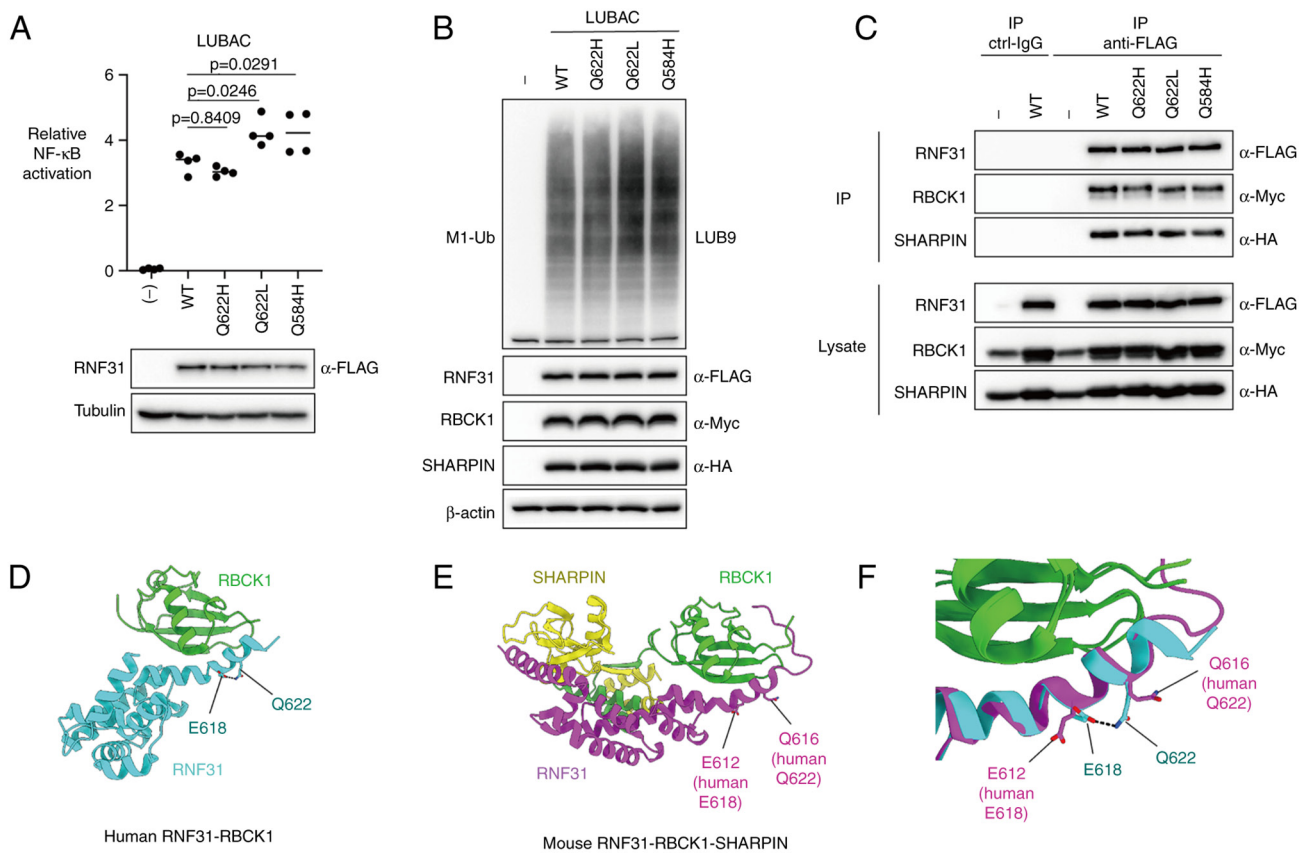 A
LUBAC
p=0.0291
p=0.0246
p=0.8409
Relative
NF-κB
activation
6
4
2
0
(–)
WT
Q622H
Q622L
Q584H
RNF31
α-FLAG
Tubulin
B
LUBAC
–
WT
Q622H
Q622L
Q584H
M1-Ub
LUB9
RNF31
α-FLAG
RBCK1
α-Myc
SHARPIN
α-HA
β-actin
C
IP
ctrl-IgG
IP
anti-FLAG
–
WT
–
WT
Q622H
Q622L
Q584H
IP
RNF31
α-FLAG
RBCK1
α-Myc
SHARPIN
α-HA
Lysate
RNF31
α-FLAG
RBCK1
α-Myc
SHARPIN
α-HA
D
RBCK1
Q622
E618
RNF31
Human RNF31-RBCK1
E
SHARPIN
RBCK1
RNF31
E612
(human
E618)
Q616
(human
Q622)
Mouse RNF31-RBCK1-SHARPIN
F
Q616
(human
Q622)
Q622
E618
E612
(human
E618)